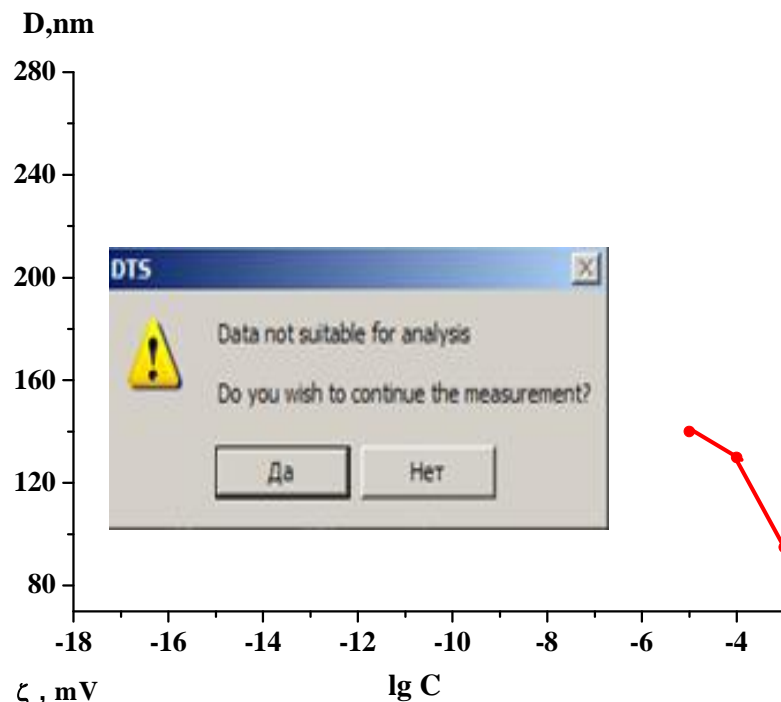 D,nm
280
240
200
160
120
80
DTS
Data not suitable for analysis
Do you wish to continue the measurement?
Да Нет
-18 -16 -14 -12 -10 -8 -6 -4
ζ , mV lg C